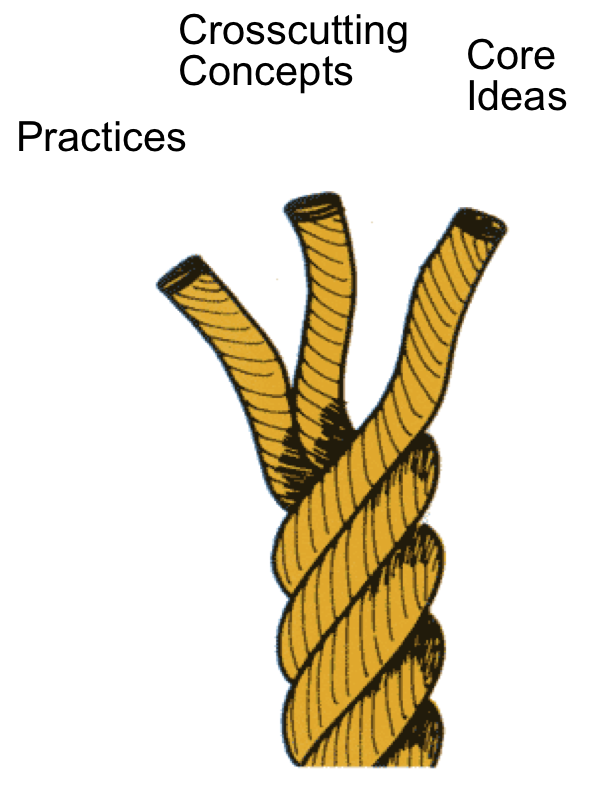 Crosscutting
Concepts
Core
Ideas
Practices